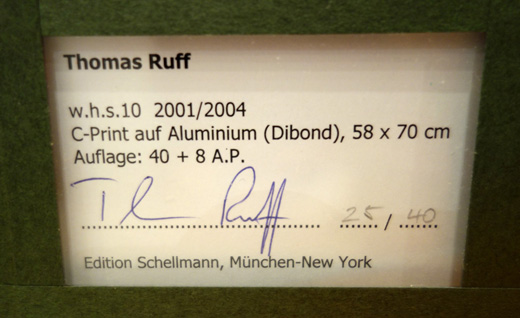 Thomas Ruff
w.h.s.10 2001/2004
C-Print auf Aluminium (Dibond), 58 x 70 cm
Auflage: 40 + 8 A.P.
Th Ruff 25 / 40
Edition Schellmann, München-New York